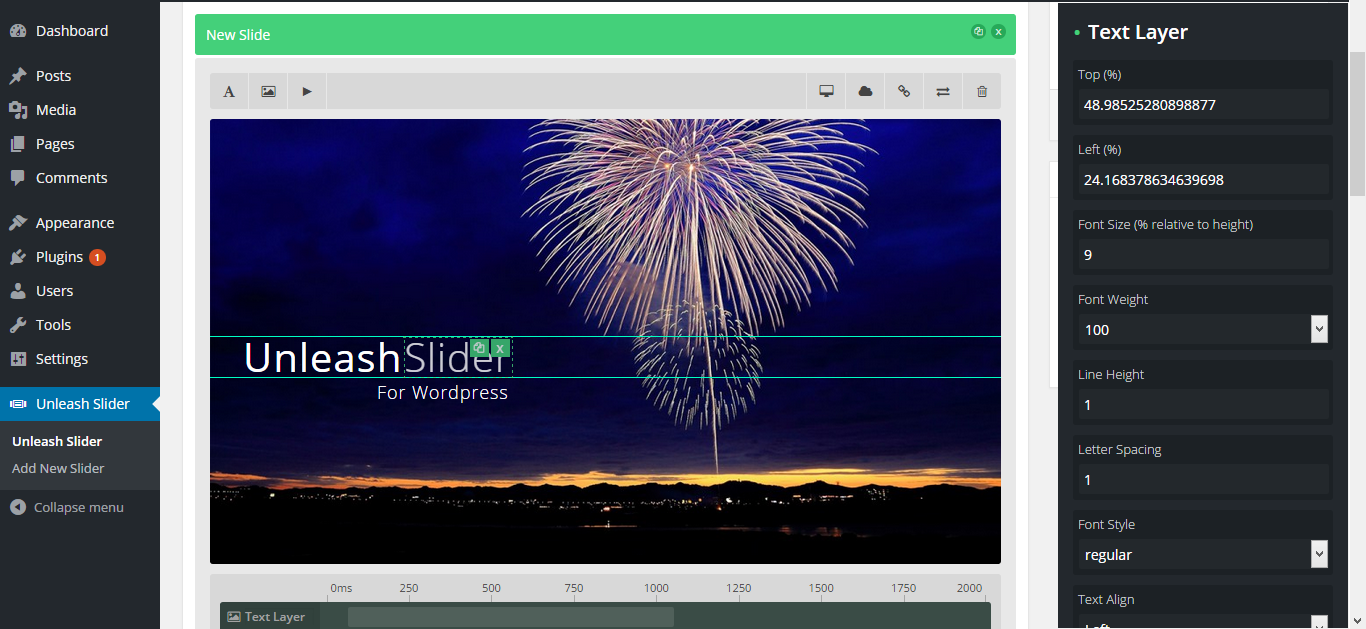 Dashboard
Posts
Media
Pages
Comments
Appearance
Plugins 1
Users
Tools
Settings
Unleash Slider
Unleash Slider
Add New Slider
Collapse menu
New Slide
x
A
UnleashSlider
x
For Wordpress
0ms 250 500 750 1000 1250 1500 1750 2000
Text Layer
Text Layer
Top (%)
48.98525280898877
Left (%)
24.168378634639698
Font Size (% relative to height)
9
Font Weight
100
Line Height
1
Letter Spacing
1
Font Style
regular
Text Align
Left